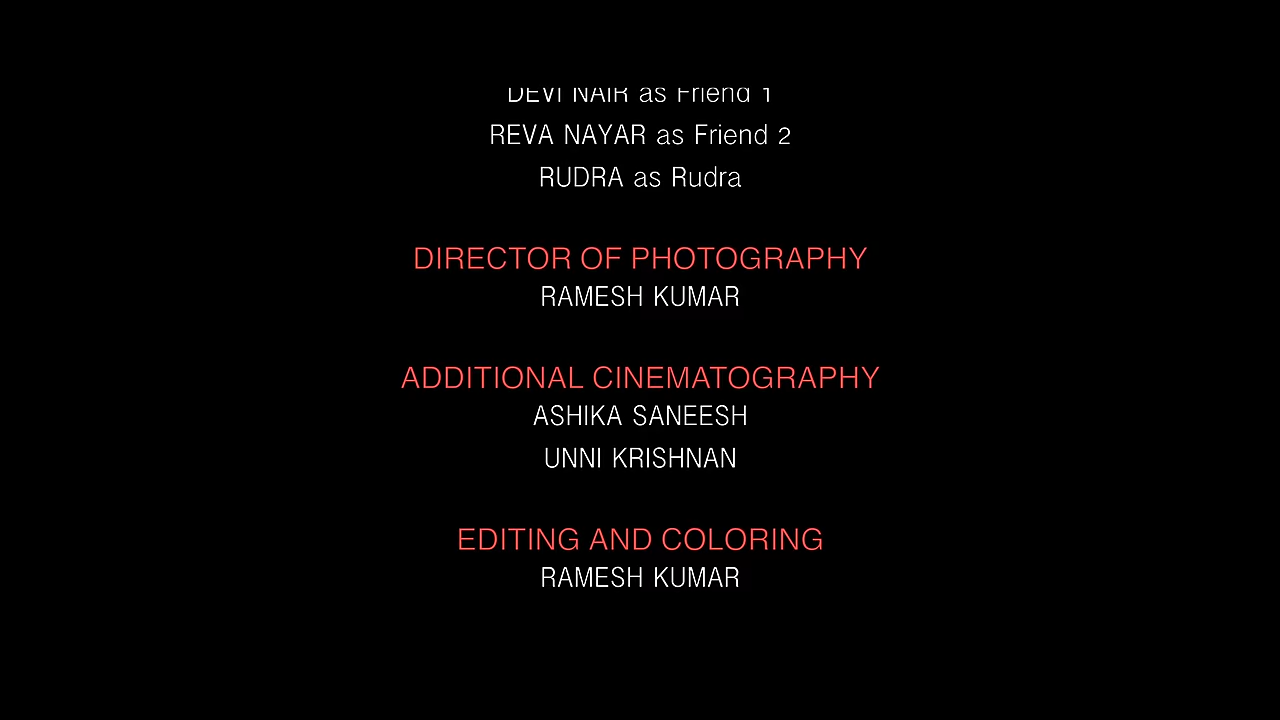 DEVI NAIR as Friend 1
REVA NAYAR as Friend 2
RUDRA as Rudra
DIRECTOR OF PHOTOGRAPHY
RAMESH KUMAR
ADDITIONAL CINEMATOGRAPHY
ASHIKA SANEESH
UNNI KRISHNAN
EDITING AND COLORING
RAMESH KUMAR